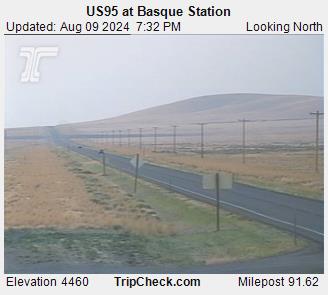 US95 at Basque Station
Updated: Aug 09 2024 7:32 PM Looking North
Elevation 4460 TripCheck.com Milepost 91.62